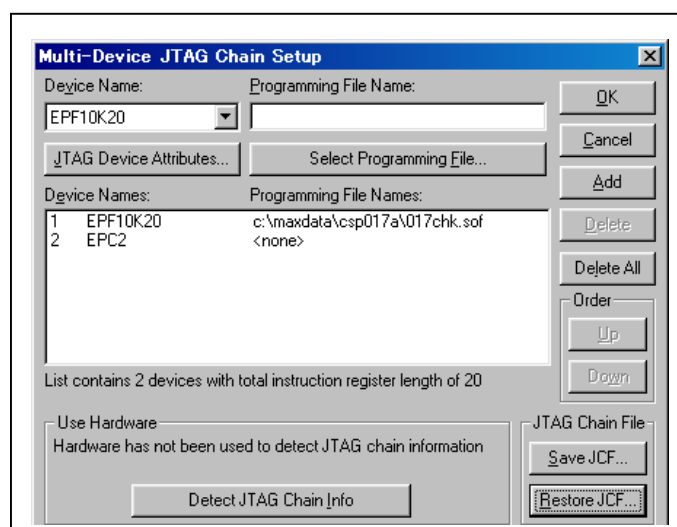 Multi-Device JTAG Chain Setup
Device Name: Programming File Name:
EPF10K20
JTAG Device Attributes... Select Programming File...
Device Names: Programming File Names:
1 EPF10K20 c:\maxdata\csp017a\017chk.sof
2 EPC2 <none>
List contains 2 devices with total instruction register length of 20
Use Hardware
Hardware has not been used to detect JTAG chain information
Detect JTAG Chain Info
OK
Cancel
Add
Delete
Delete All
Order
Up
Down
JTAG Chain File
Save JCF...
Restore JCF...